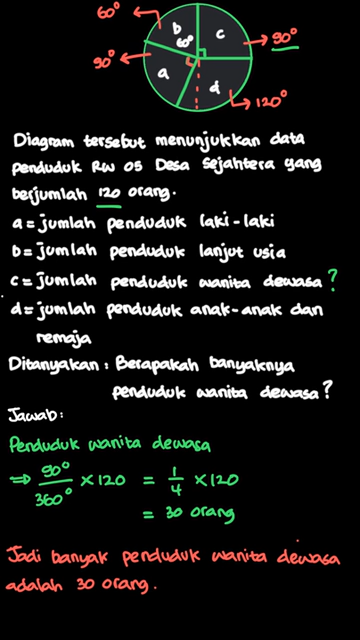 60°
b
60°
c
90°
90°
a
d
120°
Diagram tersebut menunjukkan data
penduduk RW 05 Desa Sejahtera yang
berjumlah 120 orang.
a = jumlah penduduk laki-laki
b = jumlah penduduk lanjut usia
c = jumlah penduduk wanita dewasa ?
d = jumlah penduduk anak-anak dan
remaja
Ditanyakan : Berapakah banyaknya
penduduk wanita dewasa ?
Jawab :
Penduduk wanita dewasa
⇒ 90°/360° × 120 = 1/4 × 120
= 30 orang
Jadi banyak penduduk wanita dewasa
adalah 30 orang.